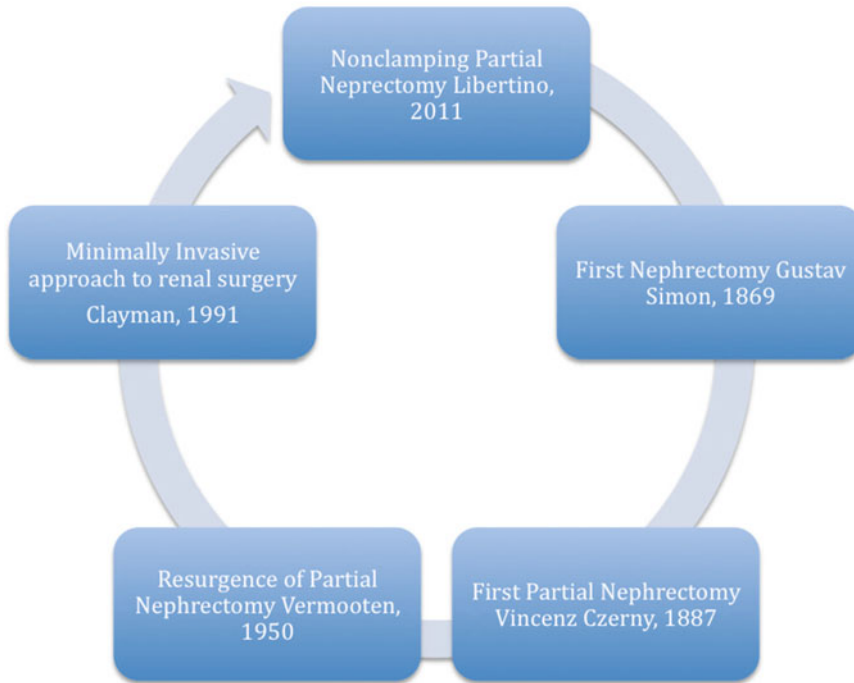 Nonclamping Partial
Neprectomy Libertino,
2011
First Nephrectomy Gustav
Simon, 1869
First Partial Nephrectomy
Vincenz Czerny, 1887
Resurgence of Partial
Nephrectomy Vermooten,
1950
Minimally Invasive
approach to renal surgery
Clayman, 1991